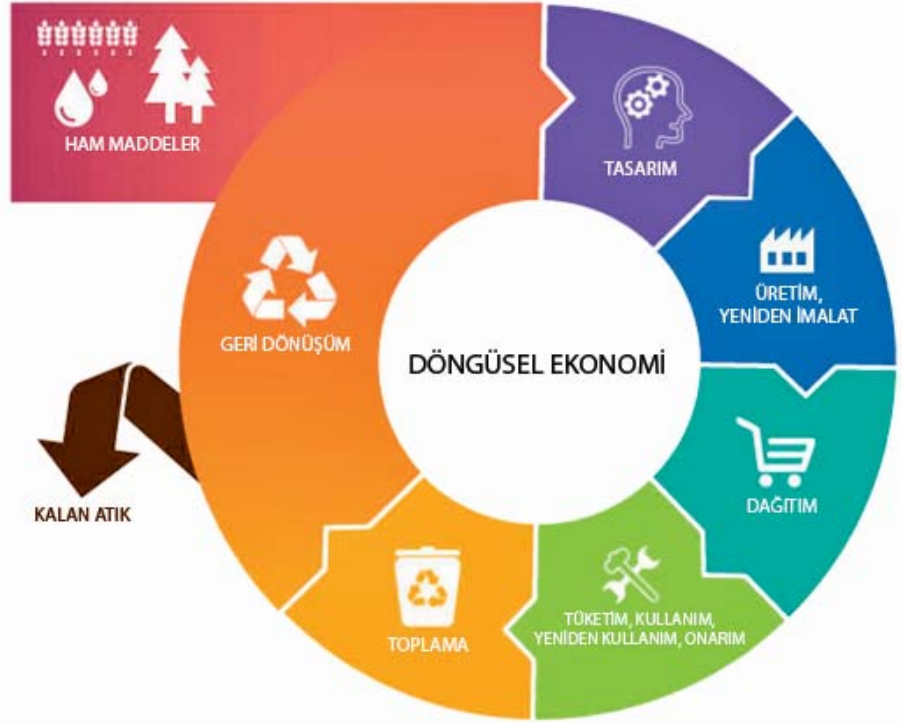 HAM MADDELER
TASARIM
ÜRETİM,
YENİDEN İMALAT
GERİ DÖNÜŞÜM
DÖNGÜSEL EKONOMİ
DAĞITIM
KALAN ATIK
TÜKETİM, KULLANIM,
YENİDEN KULLANIM, ONARIM
TOPLAMA